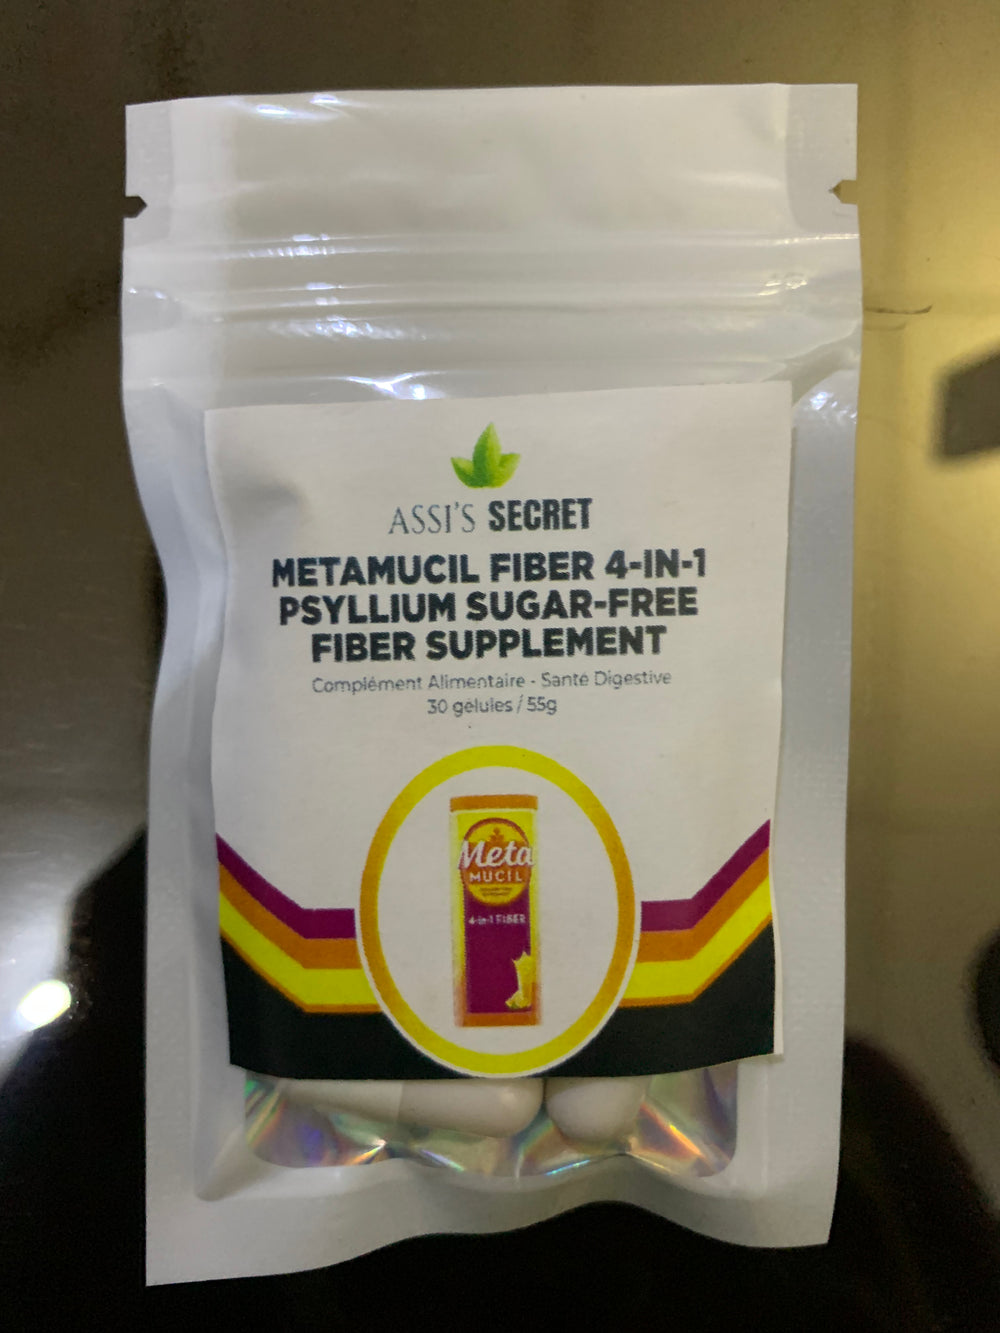 ASSI'S SECRET
METAMUCIL FIBER 4-IN-1
PSYLLIUM SUGAR-FREE
FIBER SUPPLEMENT
Complément Alimentaire - Santé Digestive
30 gélules / 55g
Meta
MUCIL
4-in-1 FIBER